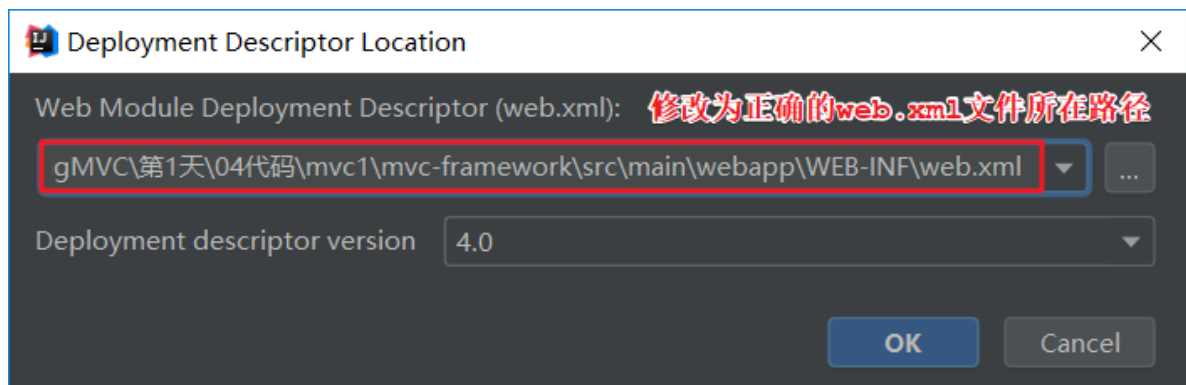 Deployment Descriptor Location
Web Module Deployment Descriptor (web.xml): 修改为正确的web.xml文件所在路径
gMVC\第1天\04代码\mvc1\mvc-framework\src\main\webapp\WEB-INF\web.xml ...
Deployment descriptor version 4.0
OK Cancel